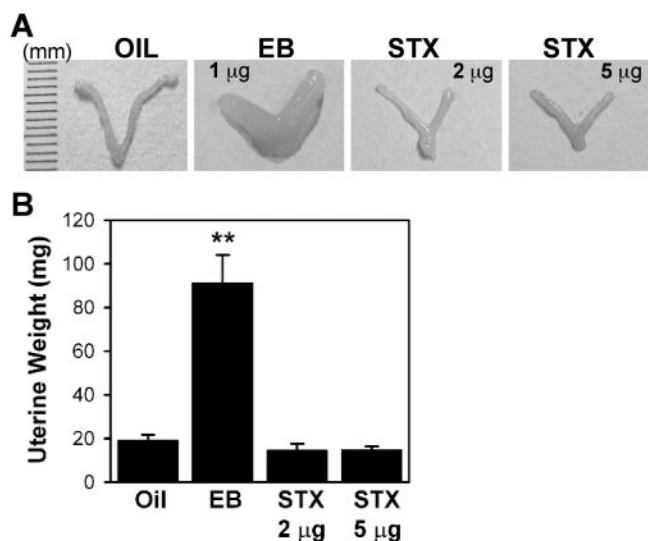 A
(mm) OIL EB STX STX
1 μg 2 μg 5 μg
B
120
100
80
60
40
20
0
Uterine Weight (mg)
**
Oil EB STX STX
2 μg 5 μg